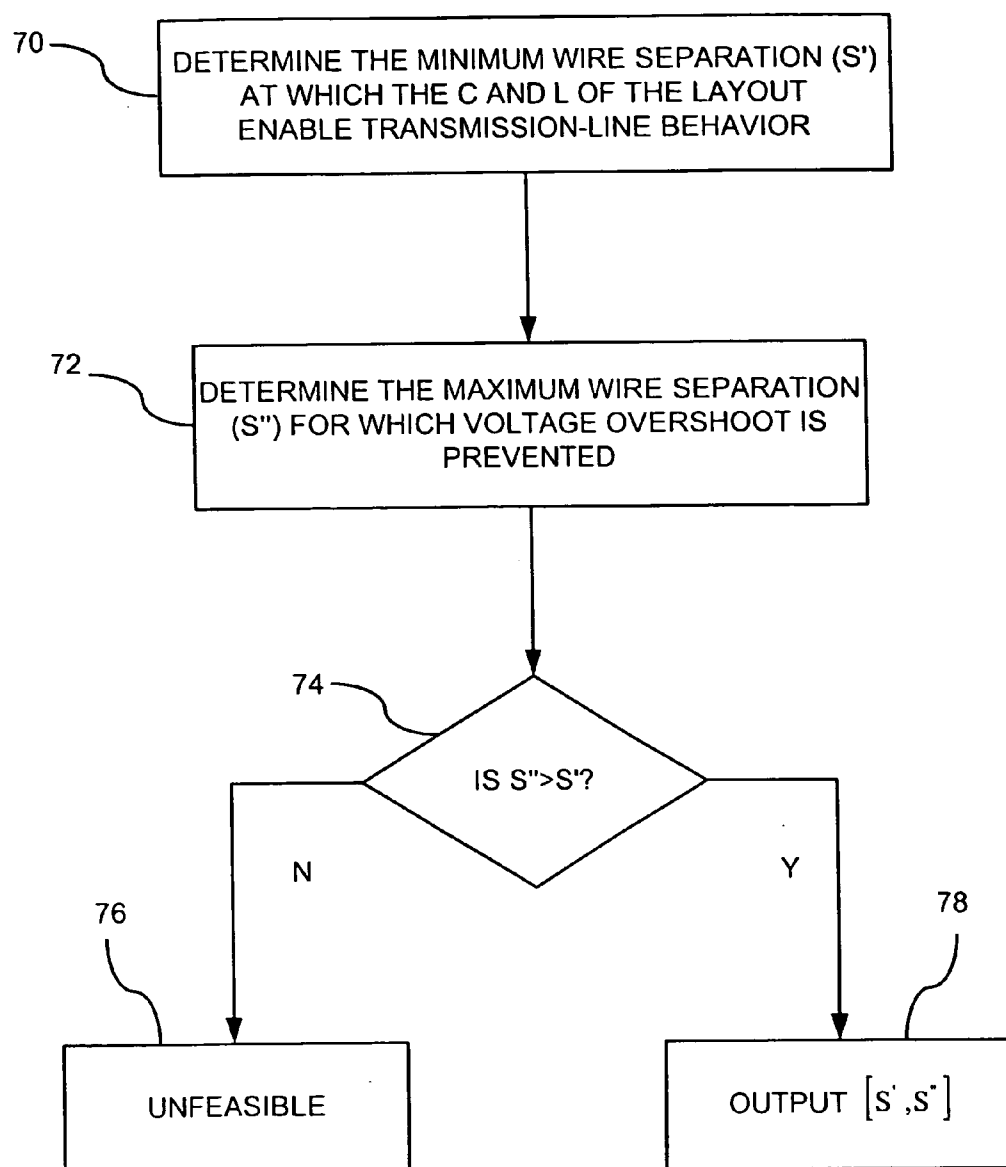 70
DETERMINE THE MINIMUM WIRE SEPARATION (S')
AT WHICH THE C AND L OF THE LAYOUT
ENABLE TRANSMISSION-LINE BEHAVIOR
72
DETERMINE THE MAXIMUM WIRE SEPARATION
(S'') FOR WHICH VOLTAGE OVERSHOOT IS
PREVENTED
74
IS S''>S'?
N
Y
76
78
UNFEASIBLE
OUTPUT [S',S'']